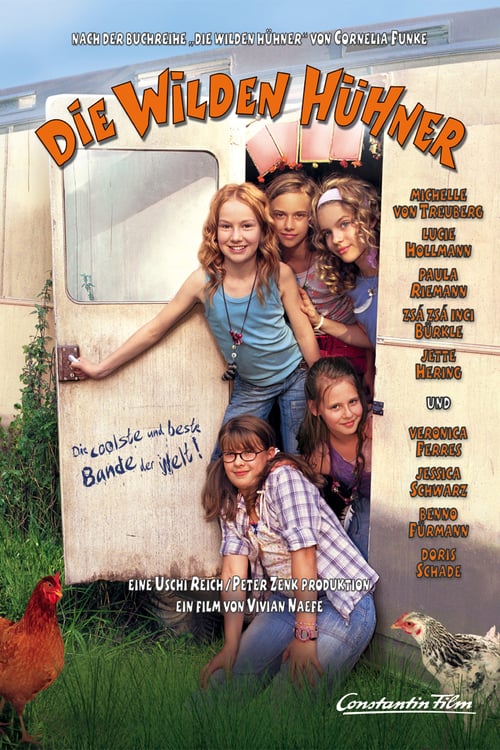 NACH DER BUCHREIHE „DIE WILDEN HÜHNER“ VON CORNELIA FUNKE
DIE WILDEN HÜHNER
MICHELLE
VON TREUBERG
LUCIE
HOLLMANN
PAULA
RIEMANN
ZSÁ ZSÁ INCI
BÜRKLE
JETTE
HERING
UND
VERONICA
FERRES
JESSICA
SCHWARZ
BENNO
FÜRMANN
DORIS
SCHADE
Die coolste und beste
Bande der Welt!
EINE USCHI REICH / PETER ZENK PRODUKTION
EIN FILM VON VIVIAN NAEFE
Constantin Film